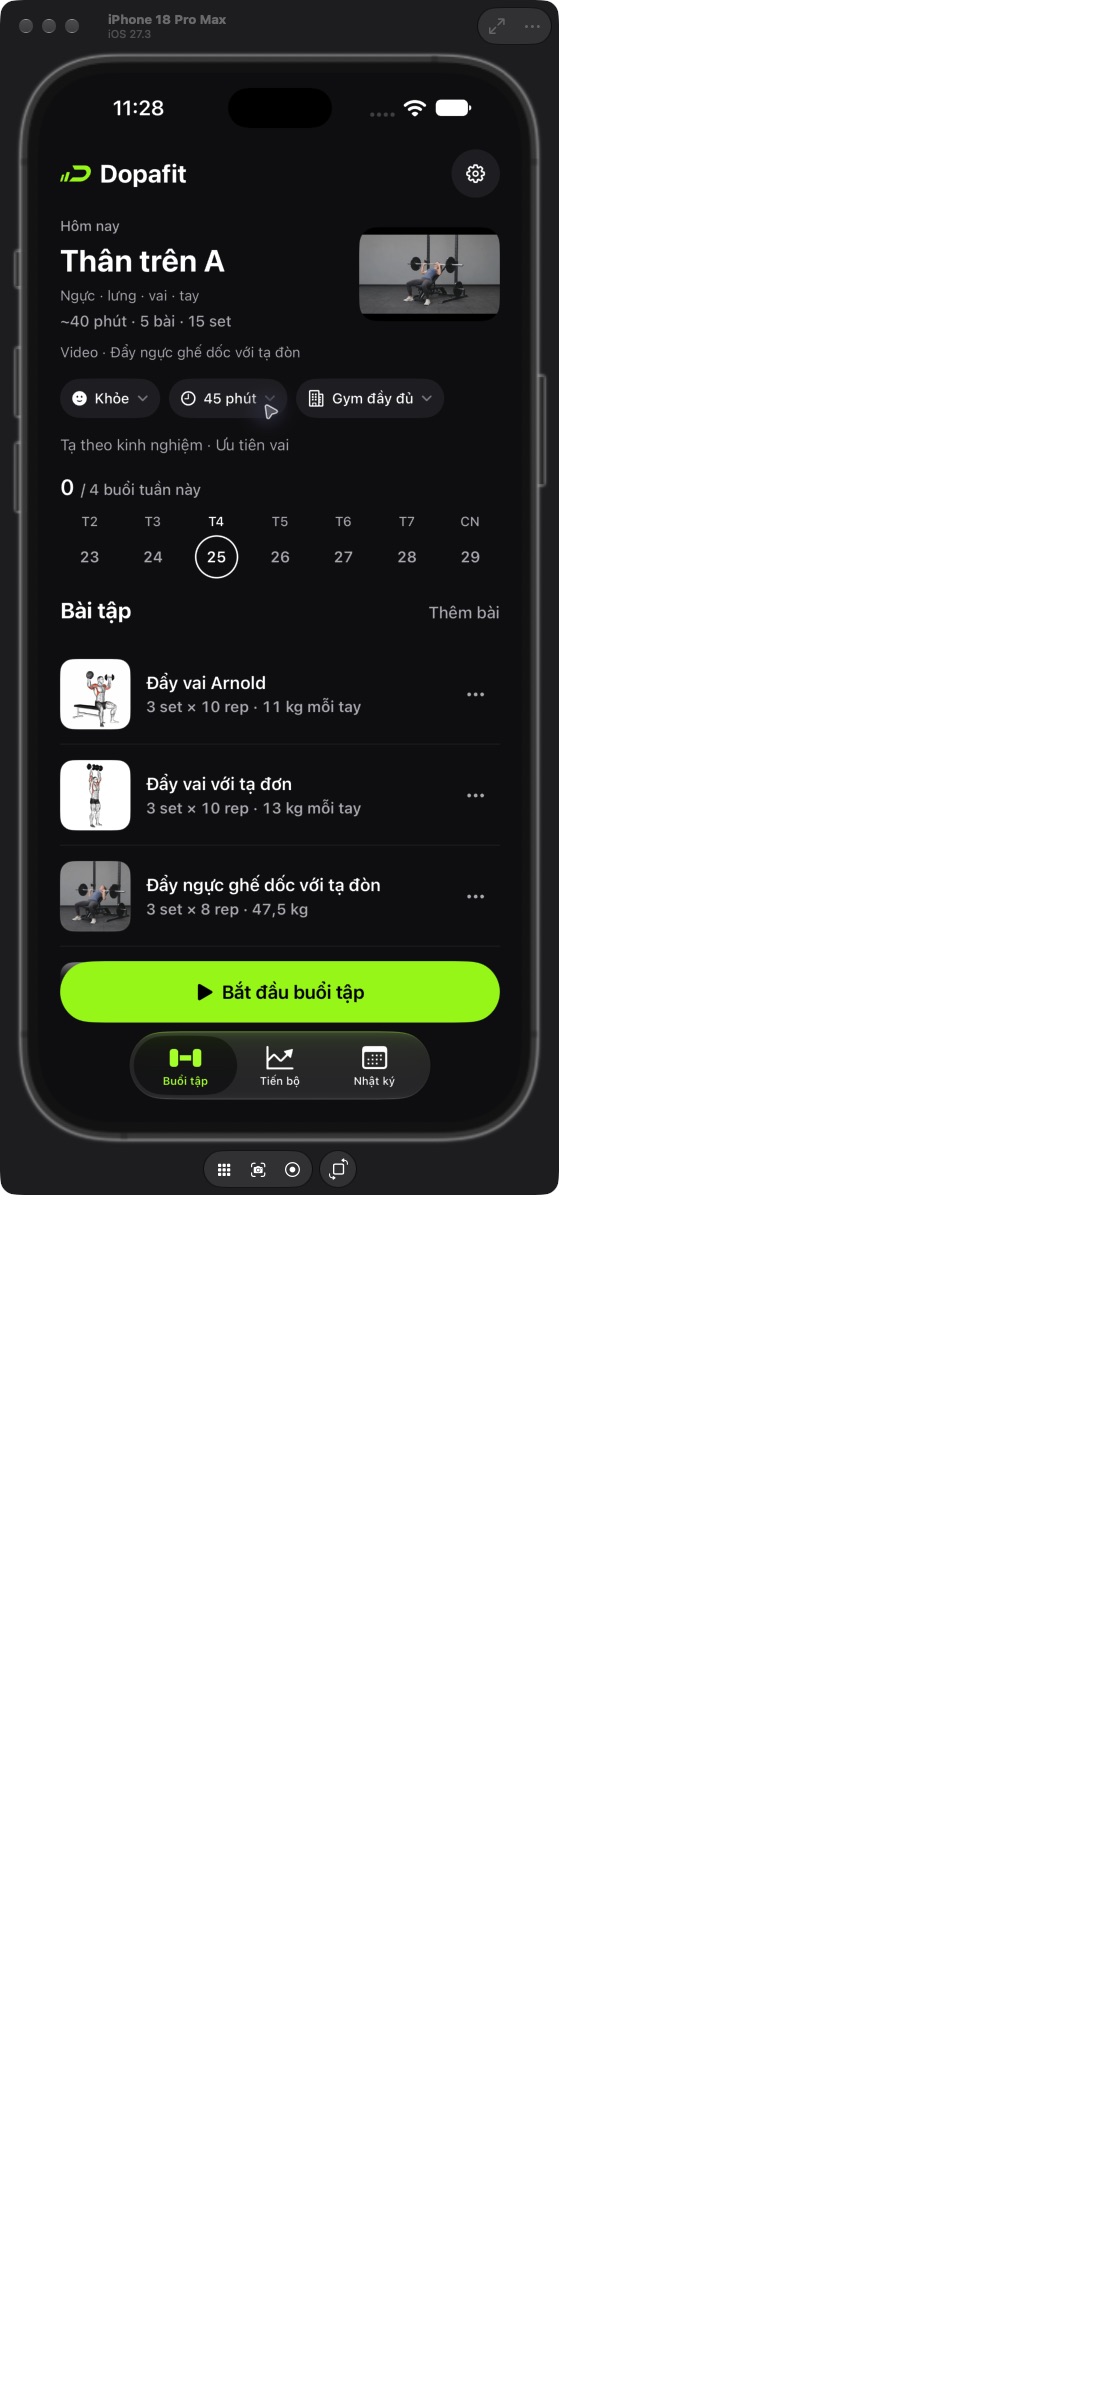 iPhone 18 Pro Max
iOS 27.3
11:28
Dopafit
Hôm nay
Thân trên A
Ngực · lưng · vai · tay
~40 phút · 5 bài · 15 set
Video · Đẩy ngực ghế dốc với tạ đòn
Khỏe
45 phút
Gym đầy đủ
Tạ theo kinh nghiệm · Ưu tiên vai
0 / 4 buổi tuần này
T2 T3 T4 T5 T6 T7 CN
23 24 25 26 27 28 29
Bài tập
Thêm bài
Đẩy vai Arnold
3 set × 10 rep · 11 kg mỗi tay
Đẩy vai với tạ đơn
3 set × 10 rep · 13 kg mỗi tay
Đẩy ngực ghế dốc với tạ đòn
3 set × 8 rep · 47,5 kg
Bắt đầu buổi tập
Buổi tập
Tiến bộ
Nhật ký